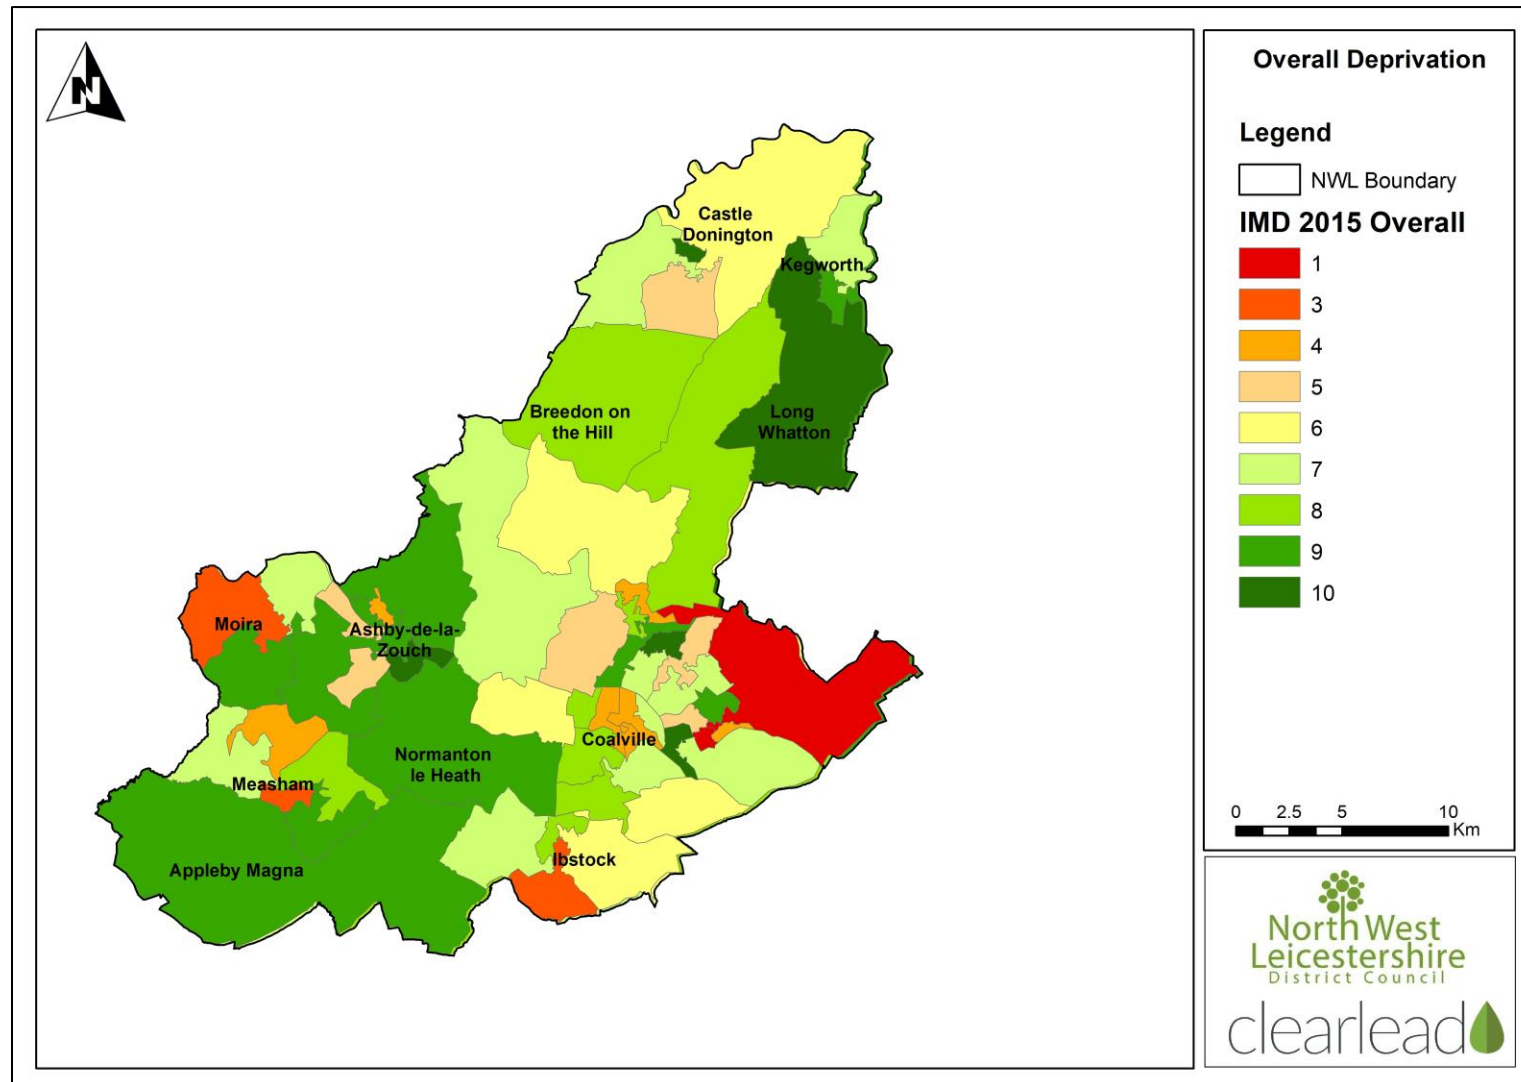 N
Castle
Donington
Kegworth
Breedon on
the Hill
Long
Whatton
Moira
Ashby-de-la-
Zouch
Coalville
Normanton
le Heath
Measham
Ibstock
Appleby Magna
Overall Deprivation
Legend
NWL Boundary
IMD 2015 Overall
1
3
4
5
6
7
8
9
10
0 2.5 5 10
Km
North West
Leicestershire
District Council
clearlead